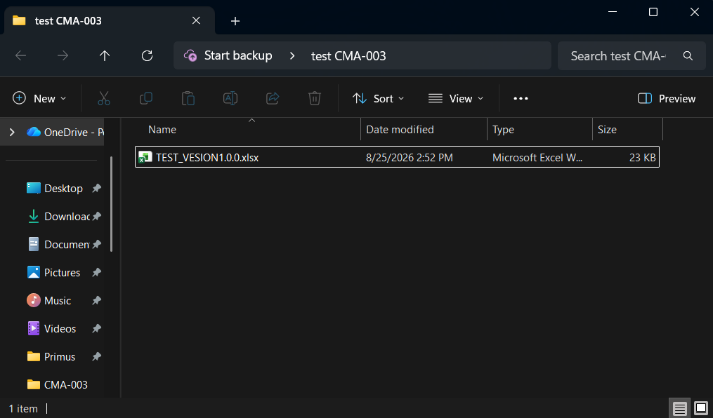 test CMA-003
Start backup > test CMA-003
Search test CMA-
New
Sort
View
Preview
Name
Date modified
Type
Size
OneDrive - Pe
TEST_VESION1.0.0.xlsx
8/25/2026 2:52 PM
Microsoft Excel W...
23 KB
Desktop
Downloac
Documen
Pictures
Music
Videos
Primus
CMA-003
1 item